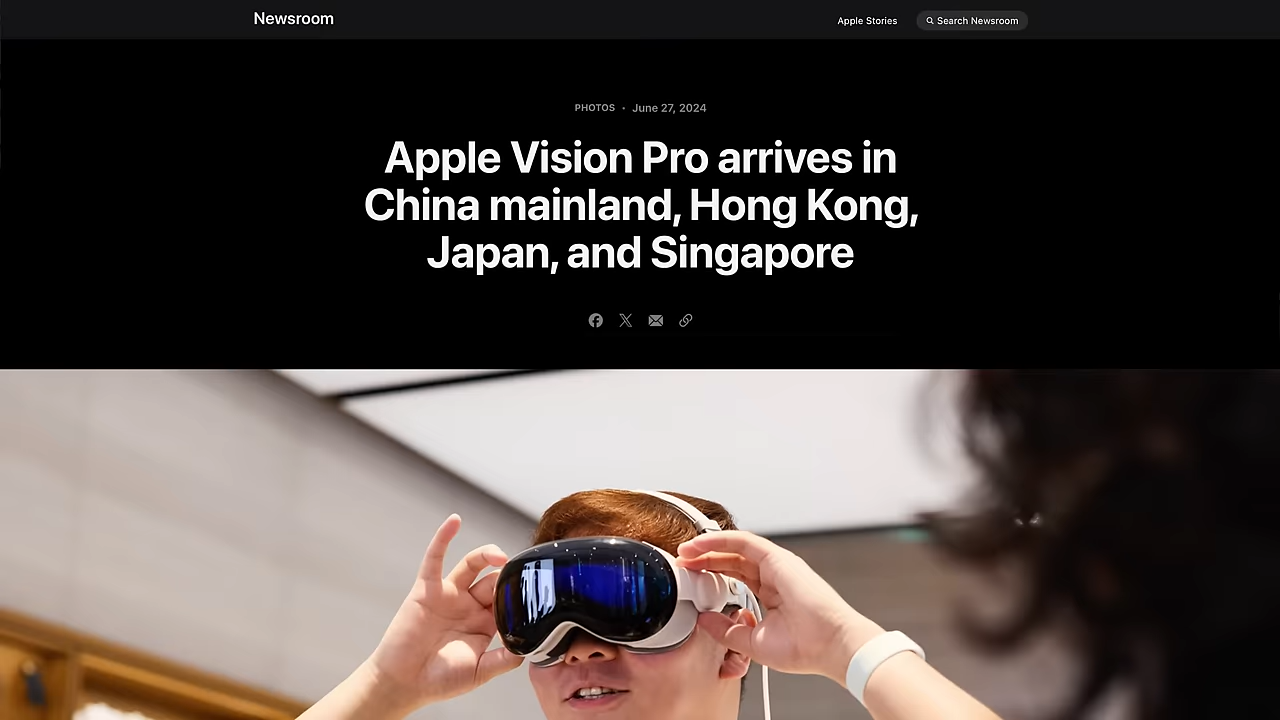 Newsroom
Apple Stories
Search Newsroom
PHOTOS • June 27, 2024
Apple Vision Pro arrives in
China mainland, Hong Kong,
Japan, and Singapore